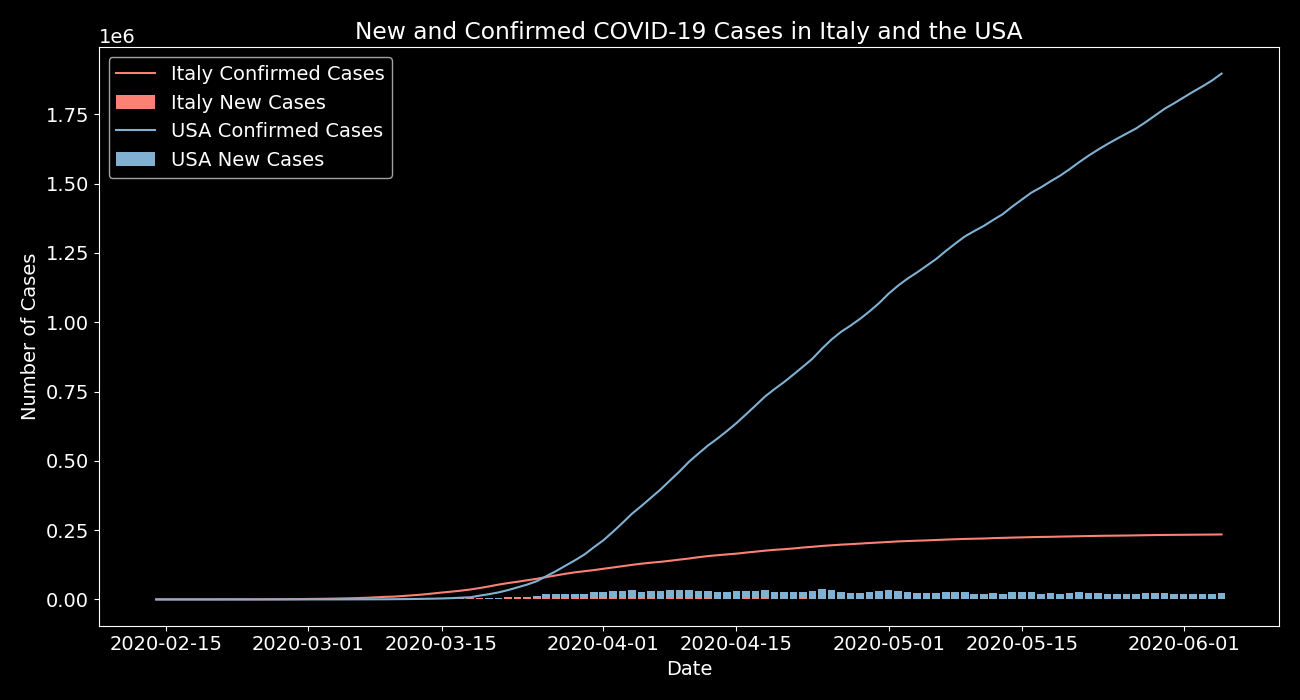 New and Confirmed COVID-19 Cases in Italy and the USA
1e6
Italy Confirmed Cases
Italy New Cases
USA Confirmed Cases
USA New Cases
1.75
1.50
1.25
1.00
0.75
0.50
0.25
0.00
Number of Cases
2020-02-15 2020-03-01 2020-03-15 2020-04-01 2020-04-15 2020-05-01 2020-05-15 2020-06-01
Date